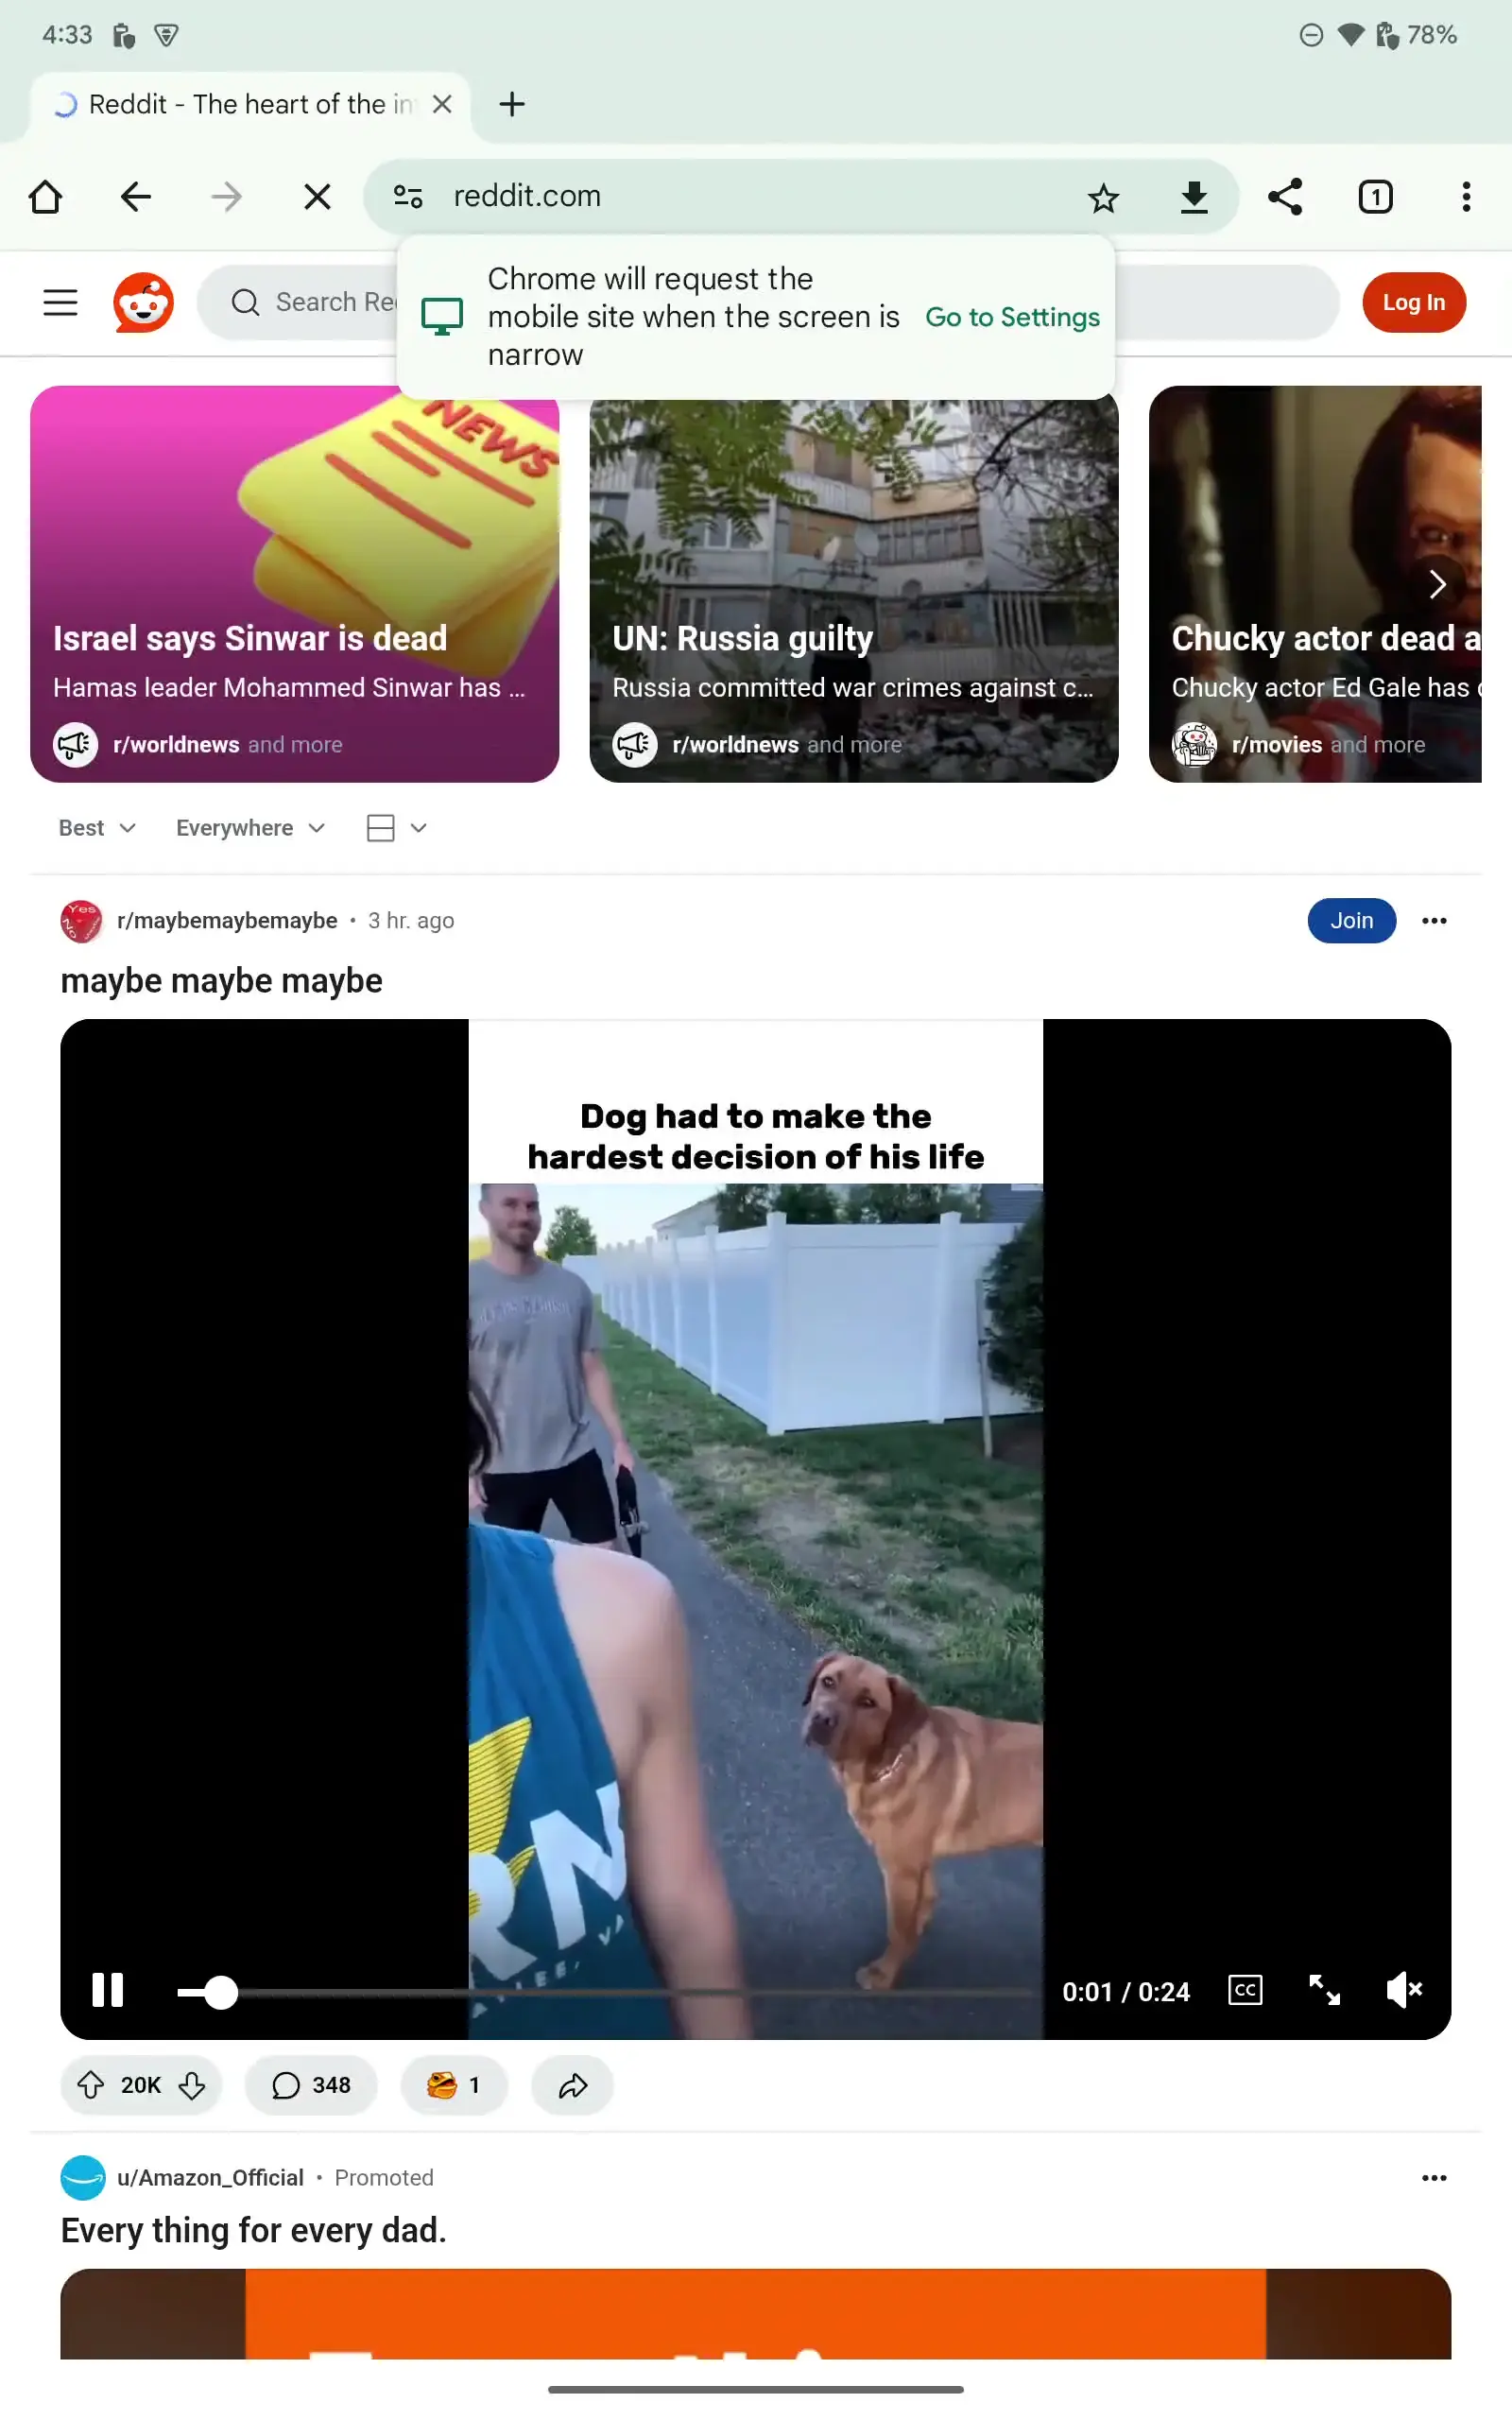 4:33
78%
Reddit - The heart of the in
reddit.com
1
Search Re
Chrome will request the
mobile site when the screen is
narrow
Go to Settings
Log In
NEWS
Israel says Sinwar is dead
Hamas leader Mohammed Sinwar has ...
r/worldnews and more
UN: Russia guilty
Russia committed war crimes against c...
r/worldnews and more
Chucky actor dead a
Chucky actor Ed Gale has
r/movies and more
Best
Everywhere
Yes
NO
r/maybemaybemaybe • 3 hr. ago
Join
maybe maybe maybe
Dog had to make the
hardest decision of his life
RN
0:01 / 0:24
CC
20K
348
1
u/Amazon_Official • Promoted
Every thing for every dad.